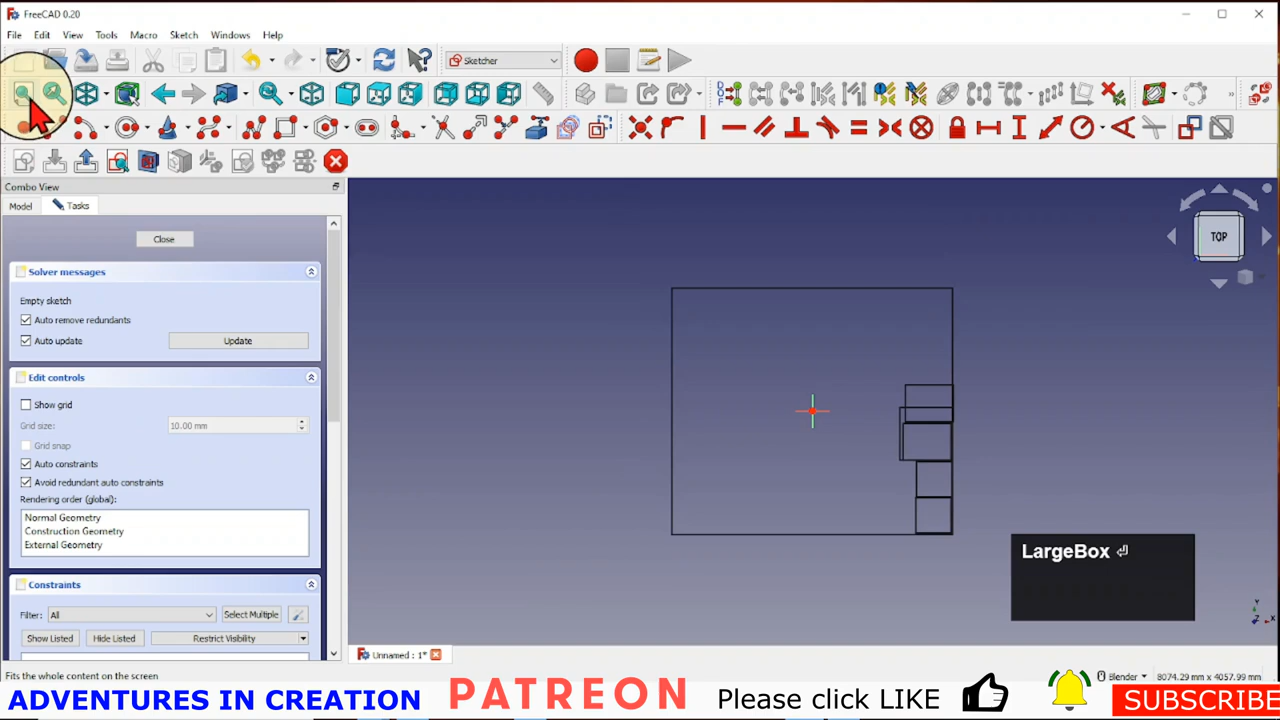 FreeCAD 0.20
File Edit View Tools Macro Sketch Windows Help
Sketcher
Combo View
Model Tasks
Close
Solver messages
Empty sketch
Auto remove redundants
Auto update Update
Edit controls
Show grid
Grid size: 10.00 mm
Grid snap
Auto constraints
Avoid redundant auto constraints
Rendering order (global):
Normal Geometry
Construction Geometry
External Geometry
Constraints
Filter: All Select Multiple
Show Listed Hide Listed Restrict Visibility
TOP
Y
Z X
LargeBox ⏎
Unnamed : 1*
Fits the whole content on the screen
Blender 8074.29 mm x 4057.99 mm
ADVENTURES IN CREATION PATREON Please click LIKE SUBSCRIBE